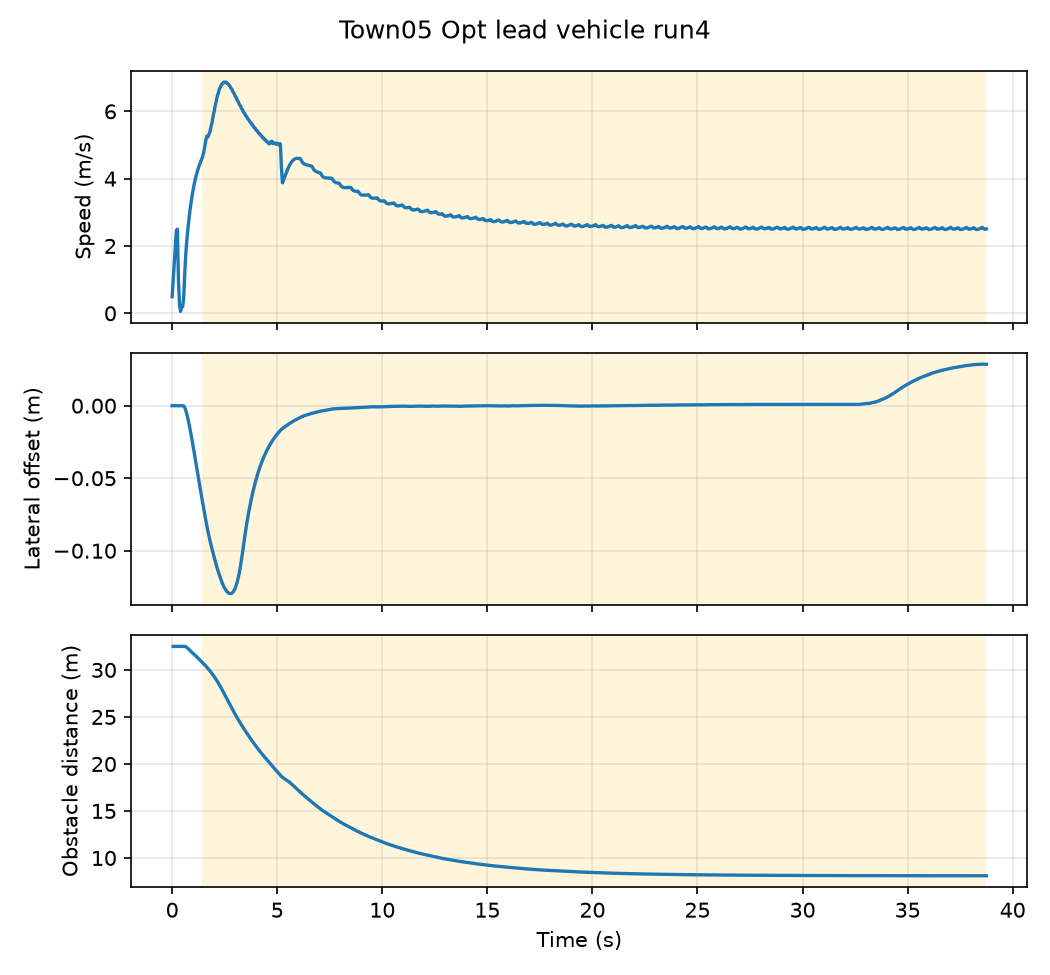 Town05 Opt lead vehicle run4
Speed (m/s)
6
4
2
0
Lateral offset (m)
0.00
−0.05
−0.10
Obstacle distance (m)
30
25
20
15
10
0 5 10 15 20 25 30 35 40
Time (s)